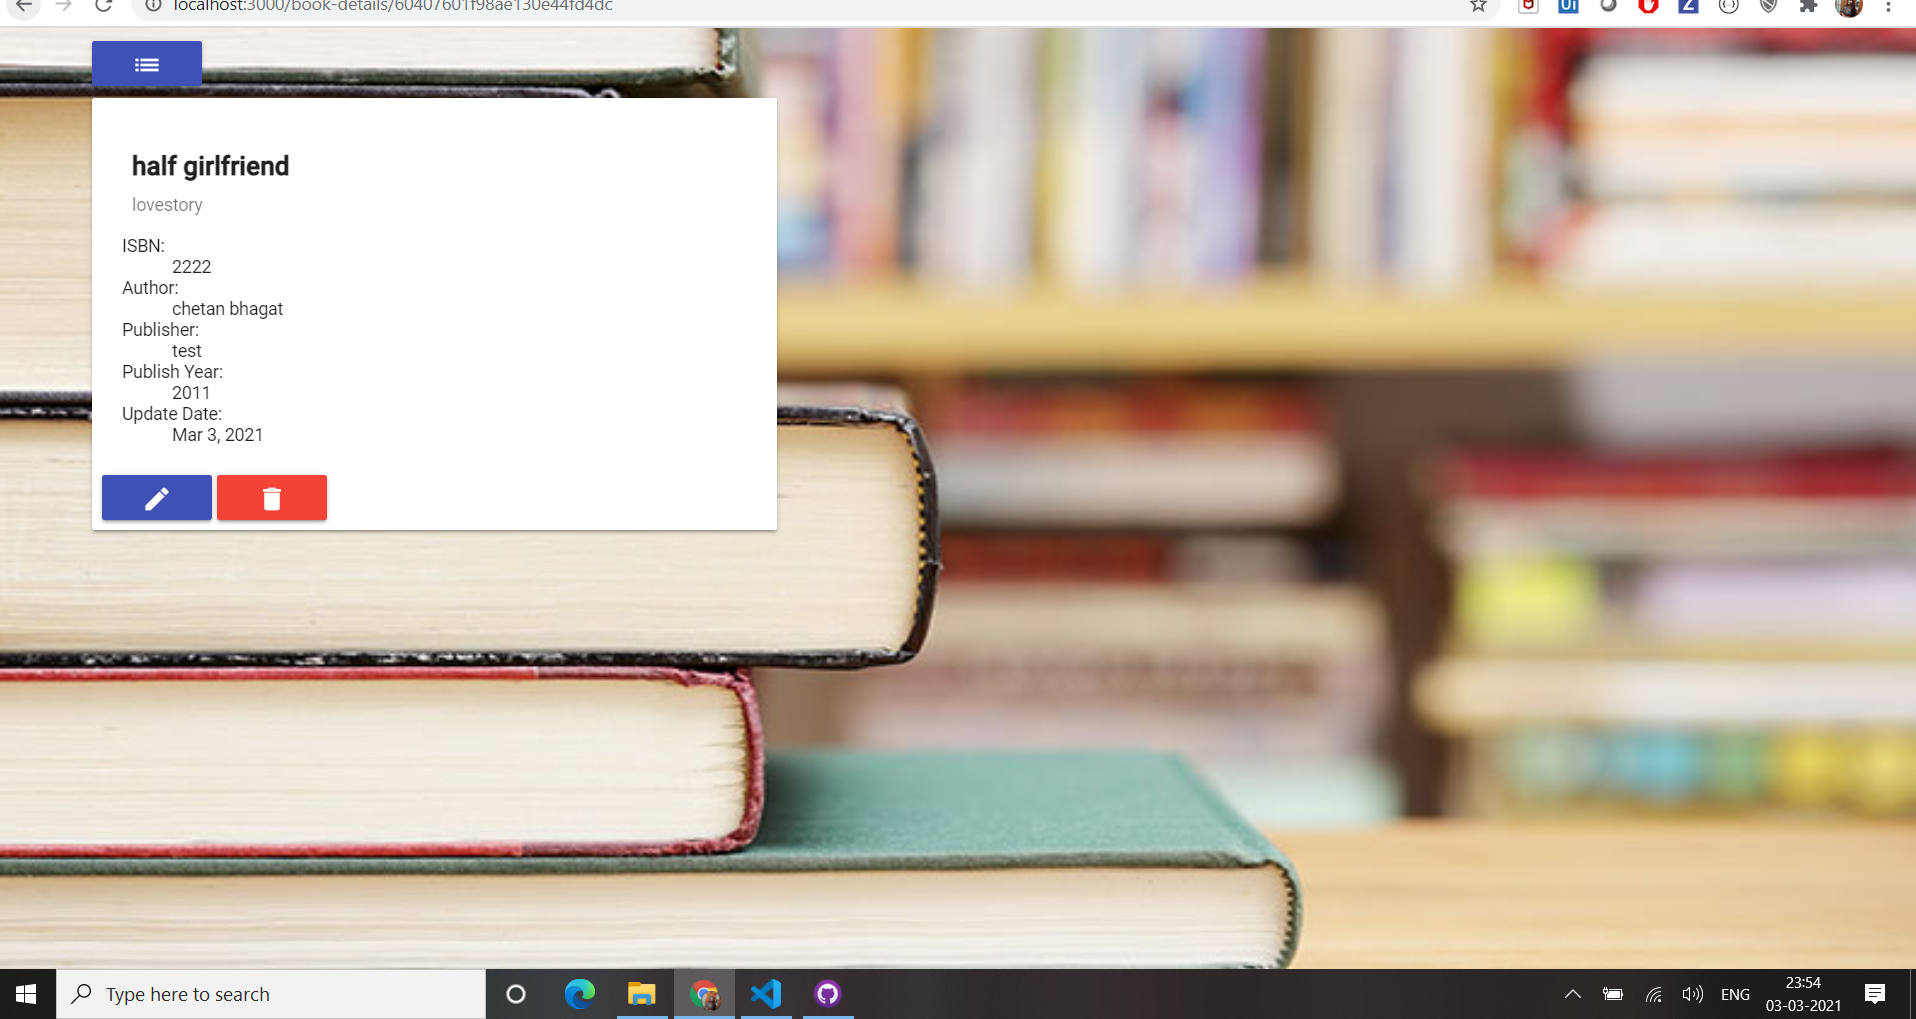 localhost:3000/book-details/60407601f98ae130e44fd4dc
half girlfriend
lovestory
ISBN:
2222
Author:
chetan bhagat
Publisher:
test
Publish Year:
2011
Update Date:
Mar 3, 2021
Type here to search
ENG
23:54
03-03-2021